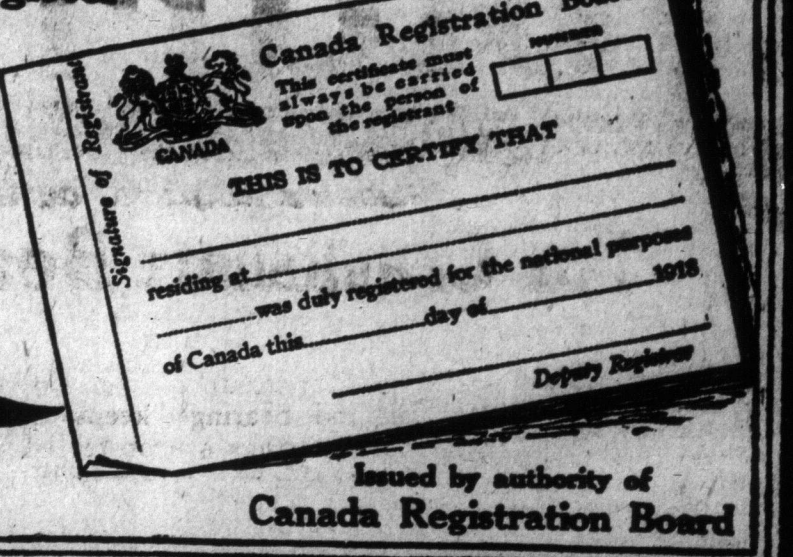 Canada Registration Board
This certificate must
always be carried
upon the person of
the registrant
NUMBER
CANADA
Signature of Registrant
THIS IS TO CERTIFY THAT
residing at
was duly registered for the national purposes
of Canada this day of 1918
Deputy Registrar
Issued by authority of
Canada Registration Board